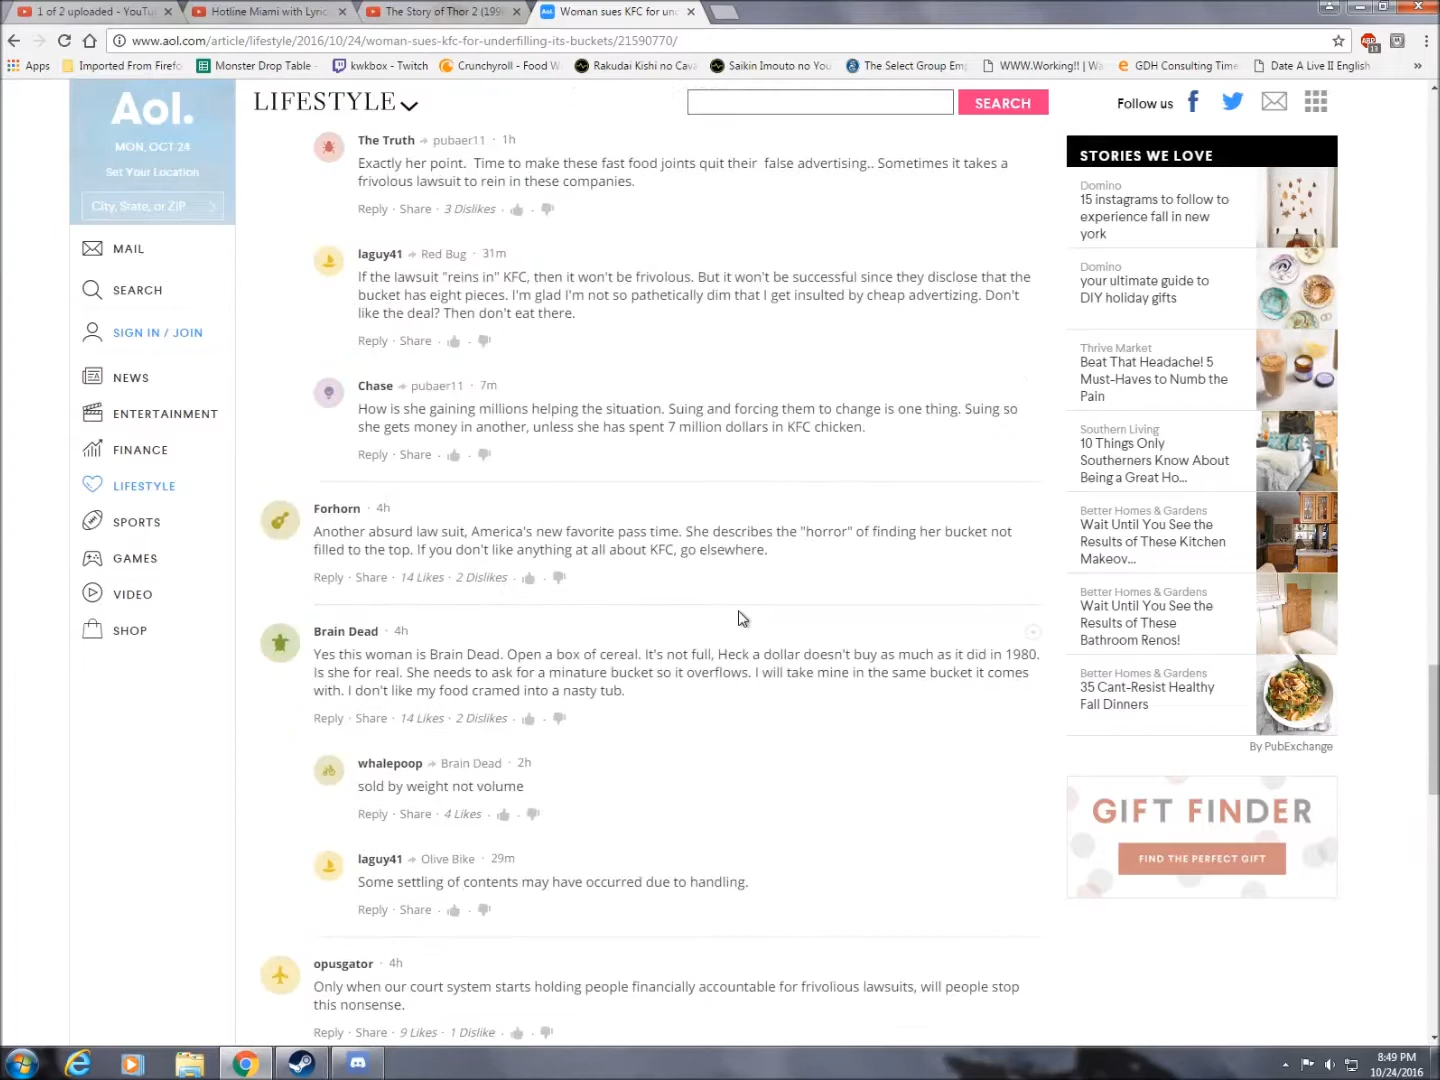 1 of 2 uploaded - YouTu
Hotline Miami with Lyric
The Story of Thor 2 (199
Woman sues KFC for un
www.aol.com/article/lifestyle/2016/10/24/woman-sues-kfc-for-underfilling-its-buckets/21590770/
Apps
Imported From Firefo
Monster Drop Table
kwkbox - Twitch
Crunchyroll - Food W
Rakudai Kishi no Cava
Saikin Imouto no You
The Select Group Emp
WWW.Working!! | Wa
GDH Consulting Time
Date A Live II English
»
Aol.
MON, OCT 24
Set Your Location
City, State, or ZIP
MAIL
SEARCH
SIGN IN / JOIN
NEWS
ENTERTAINMENT
FINANCE
LIFESTYLE
SPORTS
GAMES
VIDEO
SHOP
LIFESTYLE
SEARCH
Follow us
The Truth pubaer11 · 1h
Exactly her point. Time to make these fast food joints quit their false advertising.. Sometimes it takes a
frivolous lawsuit to rein in these companies.
Reply · Share · 3 Dislikes
laguy41 Red Bug · 31m
If the lawsuit "reins in" KFC, then it won't be frivolous. But it won't be successful since they disclose that the
bucket has eight pieces. I'm glad I'm not so pathetically dim that I get insulted by cheap advertizing. Don't
like the deal? Then don't eat there.
Reply · Share
Chase pubaer11 · 7m
How is she gaining millions helping the situation. Suing and forcing them to change is one thing. Suing so
she gets money in another, unless she has spent 7 million dollars in KFC chicken.
Reply · Share
Forhorn · 4h
Another absurd law suit, America's new favorite pass time. She describes the "horror" of finding her bucket not
filled to the top. If you don't like anything at all about KFC, go elsewhere.
Reply · Share · 14 Likes · 2 Dislikes
Brain Dead · 4h
Yes this woman is Brain Dead. Open a box of cereal. It's not full, Heck a dollar doesn't buy as much as it did in 1980.
Is she for real. She needs to ask for a minature bucket so it overflows. I will take mine in the same bucket it comes
with. I don't like my food cramed into a nasty tub.
Reply · Share · 14 Likes · 2 Dislikes
whalepoop Brain Dead · 2h
sold by weight not volume
Reply · Share · 4 Likes
laguy41 Olive Bike · 29m
Some settling of contents may have occurred due to handling.
Reply · Share
opusgator · 4h
Only when our court system starts holding people financially accountable for frivolious lawsuits, will people stop
this nonsense.
Reply · Share · 9 Likes · 1 Dislike
STORIES WE LOVE
Domino
15 instagrams to follow to
experience fall in new
york
Domino
your ultimate guide to
DIY holiday gifts
Thrive Market
Beat That Headache! 5
Must-Haves to Numb the
Pain
Southern Living
10 Things Only
Southerners Know About
Being a Great Ho...
Better Homes & Gardens
Wait Until You See the
Results of These Kitchen
Makeov...
Better Homes & Gardens
Wait Until You See the
Results of These
Bathroom Renos!
Better Homes & Gardens
35 Cant-Resist Healthy
Fall Dinners
By PubExchange
GIFT FINDER
FIND THE PERFECT GIFT
8:49 PM
10/24/2016